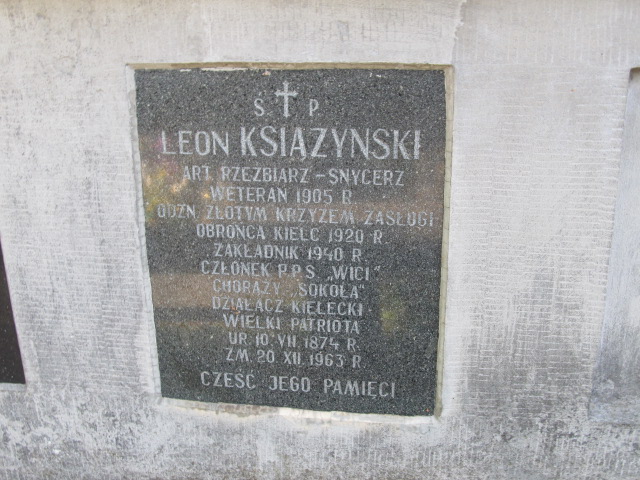 Ś P
LEON KSIĄŻYNSKI
ART RZEŹBIARZ - SNYCERZ
WETERAN 1905 R.
ODZN ZŁOTYM KRZYŻEM ZASŁUGI
OBROŃCA KIELC 1920 R.
ZAKŁADNIK 1940 R.
CZŁONEK P.P.S "WICI"
CHORĄŻY "SOKOŁA"
DZIAŁACZ KIELECKI
WIELKI PATRIOTA
UR 10 VII 1874 R.
ZM 20 XII 1963 R.
CZEŚĆ JEGO PAMIĘCI